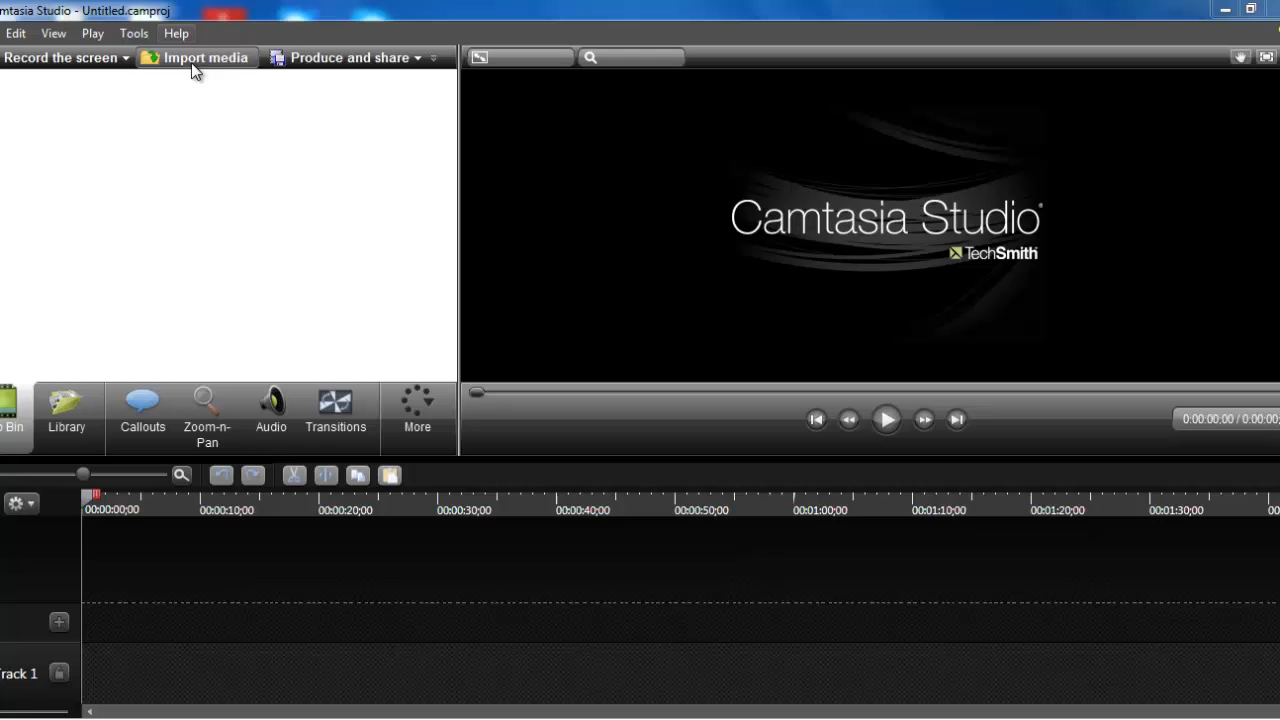 mtasia Studio - Untitled.camproj
Edit View Play Tools Help
Record the screen Import media Produce and share
Camtasia Studio
TechSmith
Bin Library Callouts Zoom-n-Pan Audio Transitions More
0:00:00;00 / 0:00:00;
00:00:00;00 00:00:10;00 00:00:20;00 00:00:30;00 00:00:40;00 00:00:50;00 00:01:00;00 00:01:10;00 00:01:20;00 00:01:30;00 00
rack 1